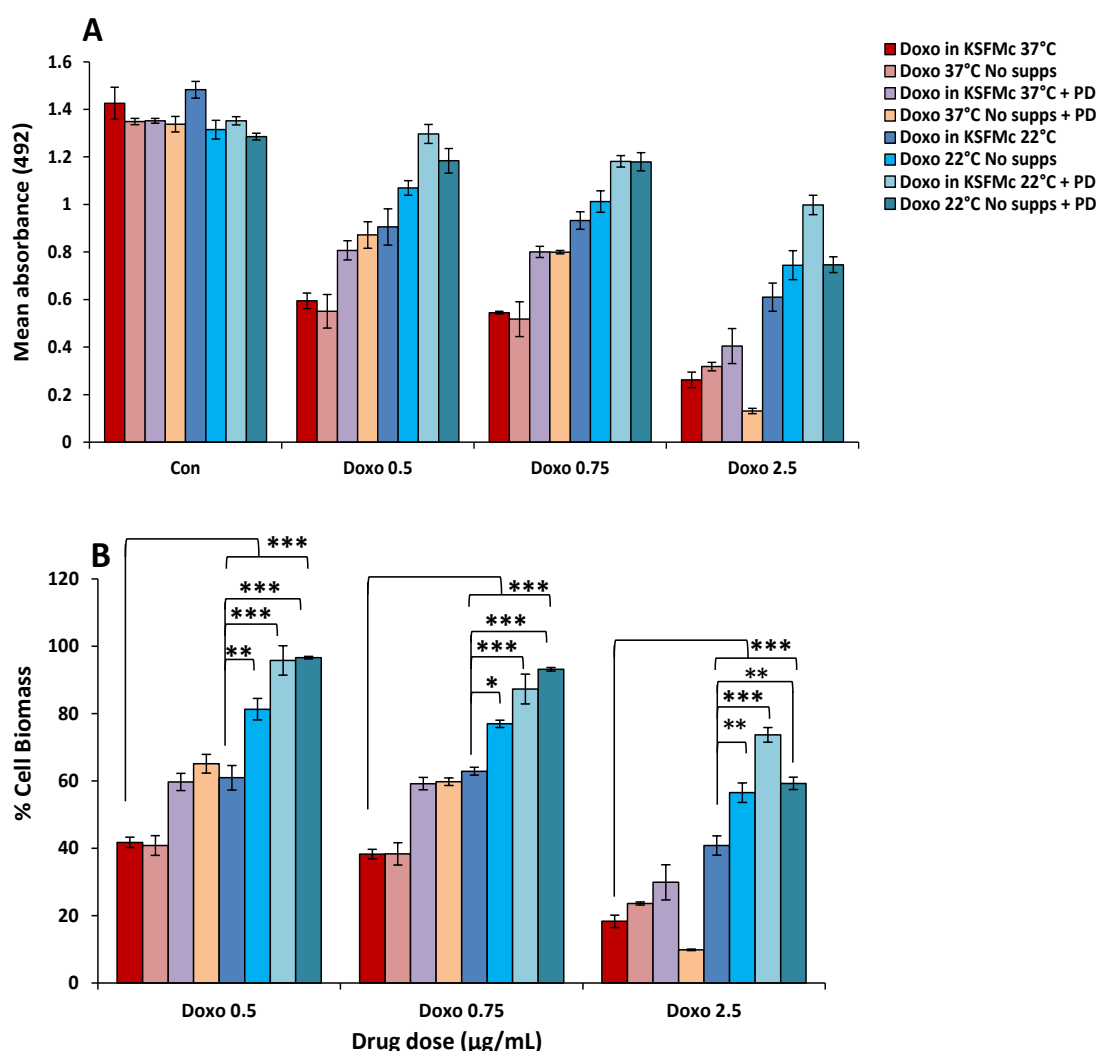 A
Mean absorbance (492)
1.6
1.4
1.2
1
0.8
0.6
0.4
0.2
0
Con
Doxo 0.5
Doxo 0.75
Doxo 2.5
Doxo in KSFMc 37°C
Doxo 37°C No supps
Doxo in KSFMc 37°C + PD
Doxo 37°C No supps + PD
Doxo in KSFMc 22°C
Doxo 22°C No supps
Doxo in KSFMc 22°C + PD
Doxo 22°C No supps + PD
B
% Cell Biomass
120
100
80
60
40
20
0
***
***
***
**
***
***
***
*
***
**
***
**
Doxo 0.5
Doxo 0.75
Doxo 2.5
Drug dose (µg/mL)